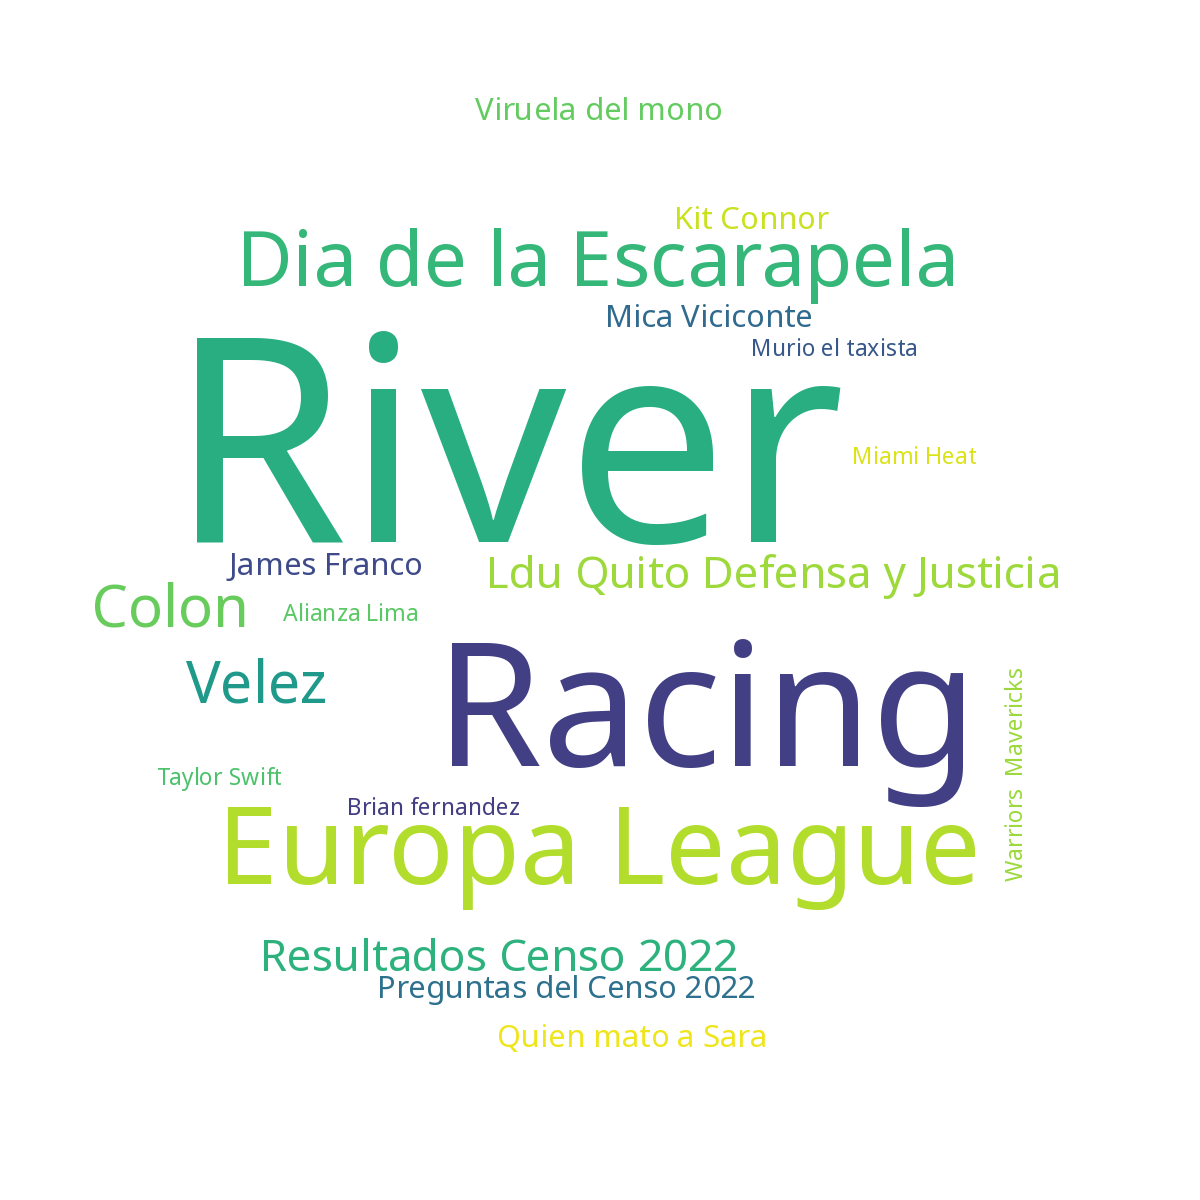 Viruela del mono
Kit Connor
Dia de la Escarapela
Mica Viciconte
Murio el taxista
River
Miami Heat
James Franco
Ldu Quito Defensa y Justicia
Colon
Alianza Lima
Velez
Racing
Warriors Mavericks
Taylor Swift
Brian fernandez
Europa League
Resultados Censo 2022
Preguntas del Censo 2022
Quien mato a Sara